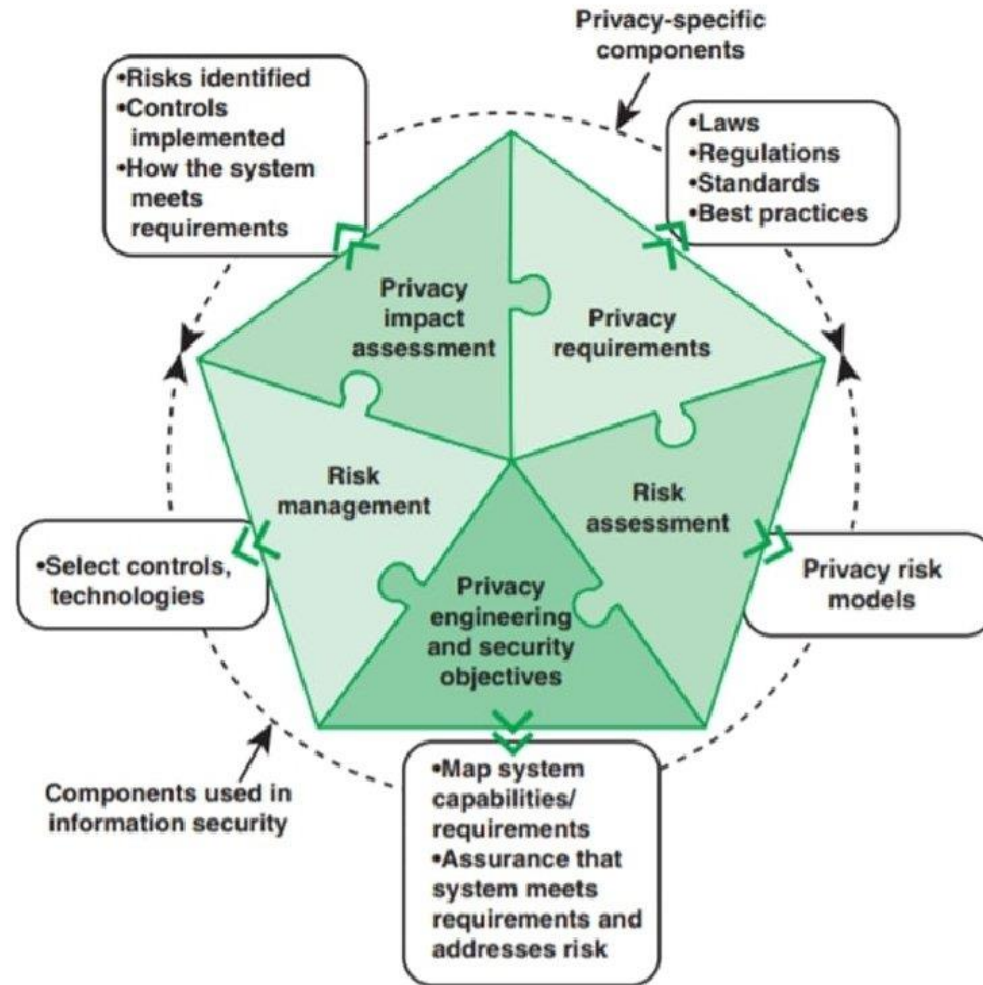 Privacy-specific
components
•Risks identified
•Controls
implemented
•How the system
meets
requirements
•Laws
•Regulations
•Standards
•Best practices
Privacy
impact
assessment
Privacy
requirements
Risk
management
Risk
assessment
•Select controls,
technologies
Privacy
engineering
and security
objectives
Privacy risk
models
Components used in
information security
•Map system
capabilities/
requirements
•Assurance that
system meets
requirements and
addresses risk